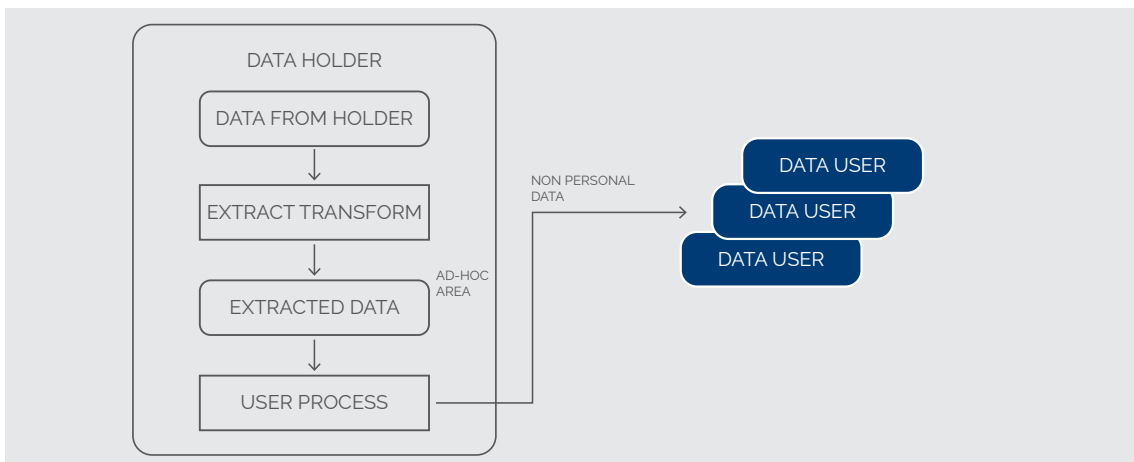 DATA HOLDER
DATA FROM HOLDER
EXTRACT TRANSFORM
AD-HOC
AREA
EXTRACTED DATA
USER PROCESS
NON PERSONAL
DATA
DATA USER
DATA USER
DATA USER